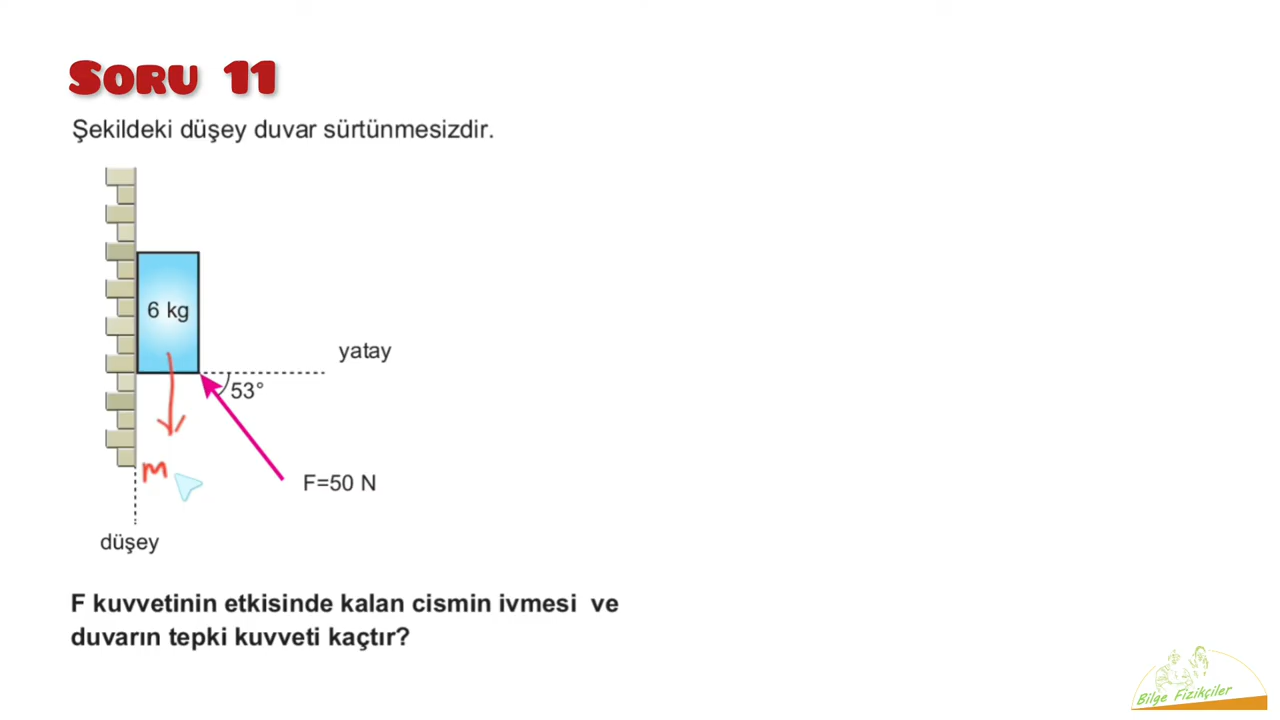 SORU 11
Şekildeki düşey duvar sürtünmesizdir.
6 kg
yatay
53°
m
F=50 N
düşey
F kuvvetinin etkisinde kalan cismin ivmesi ve
duvarın tepki kuvveti kaçtır?
Bilge Fizikçiler